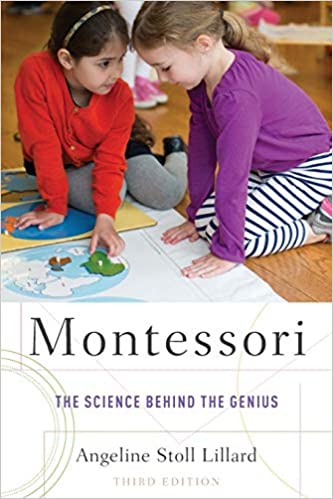 Montessori
THE SCIENCE BEHIND THE GENIUS
Angeline Stoll Lillard
THIRD EDITION